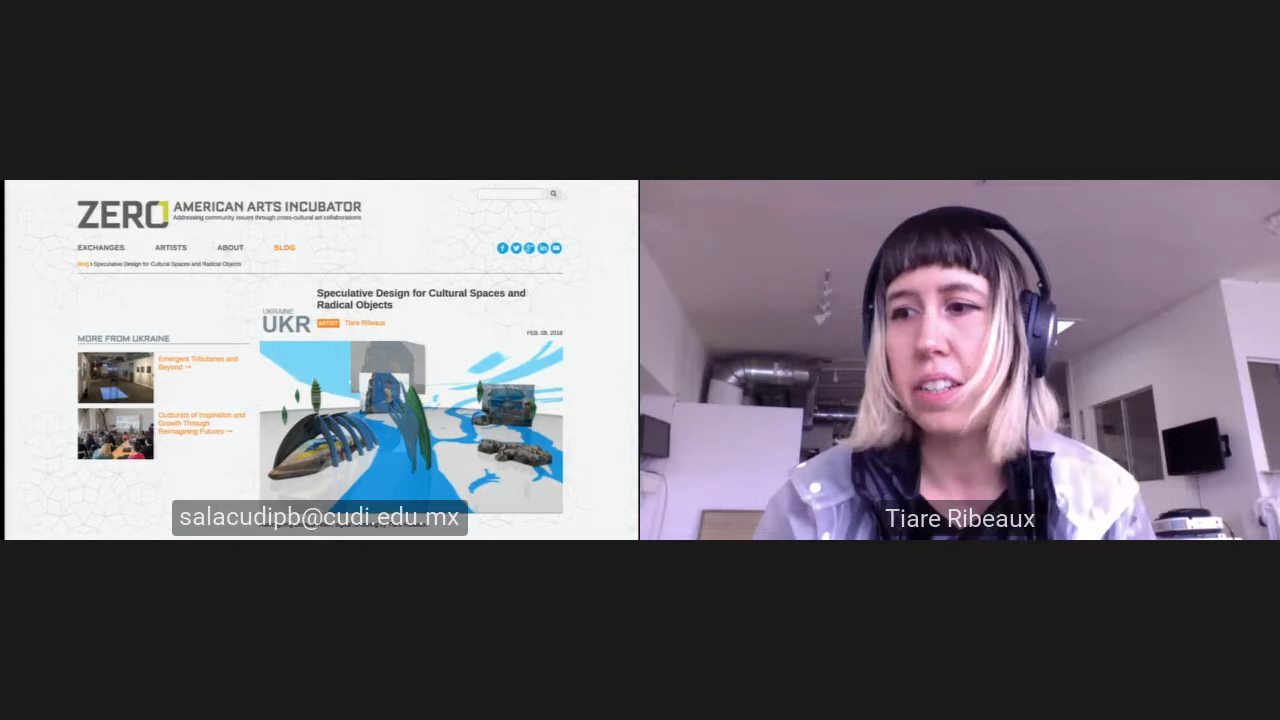 ZERO1 AMERICAN ARTS INCUBATOR
Addressing community issues through cross-cultural art collaborations
EXCHANGES ARTISTS ABOUT BLOG
Blog › Speculative Design for Cultural Spaces and Radical Objects
Speculative Design for Cultural Spaces and
Radical Objects
UKRAINE
UKR
ARTIST Tiare Ribeaux
FEB. 09, 2018
MORE FROM UKRAINE
Emergent Tributaries and
Beyond →
Outbursts of Inspiration and
Growth Through
Reimagining Futures →
salacudipb@cudi.edu.mx
Tiare Ribeaux